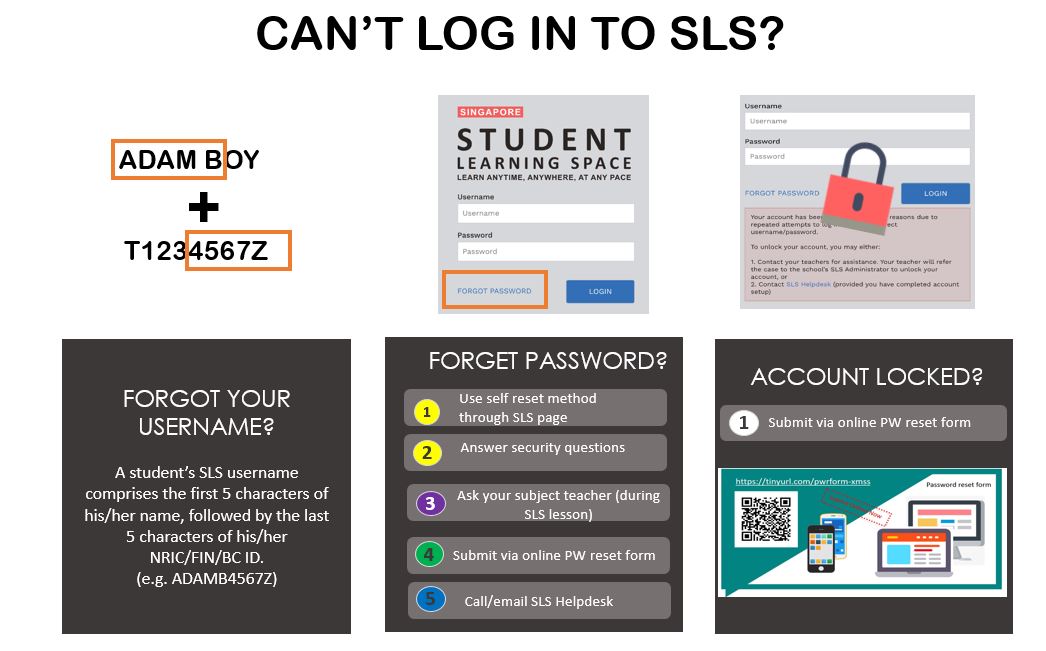 CAN'T LOG IN TO SLS?
ADAM BOY
+
T1234567Z
SINGAPORE
STUDENT
LEARNING SPACE
LEARN ANYTIME, ANYWHERE, AT ANY PACE
Username
Username
Password
Password
FORGOT PASSWORD
LOGIN
Username
Username
Password
Password
FORGOT PASSWORD
LOGIN
Your account has reasons due to
repeated attempts to
username/password.
To unlock your account, you may either:
1. Contact your teachers for assistance. Your teacher will refer
the case to the school's SLS Administrator to unlock your
account, or
2. Contact SLS Helpdesk (provided you have completed account
setup)
FORGOT YOUR
USERNAME?
A student's SLS username
comprises the first 5 characters of
his/her name, followed by the last
5 characters of his/her
NRIC/FIN/BC ID.
(e.g. ADAMB4567Z)
FORGET PASSWORD?
1 Use self reset method
through SLS page
2 Answer security questions
3 Ask your subject teacher (during
SLS lesson)
4 Submit via online PW reset form
5 Call/email SLS Helpdesk
ACCOUNT LOCKED?
1 Submit via online PW reset form
https://tinyurl.com/pwrform-xmss
Password reset form